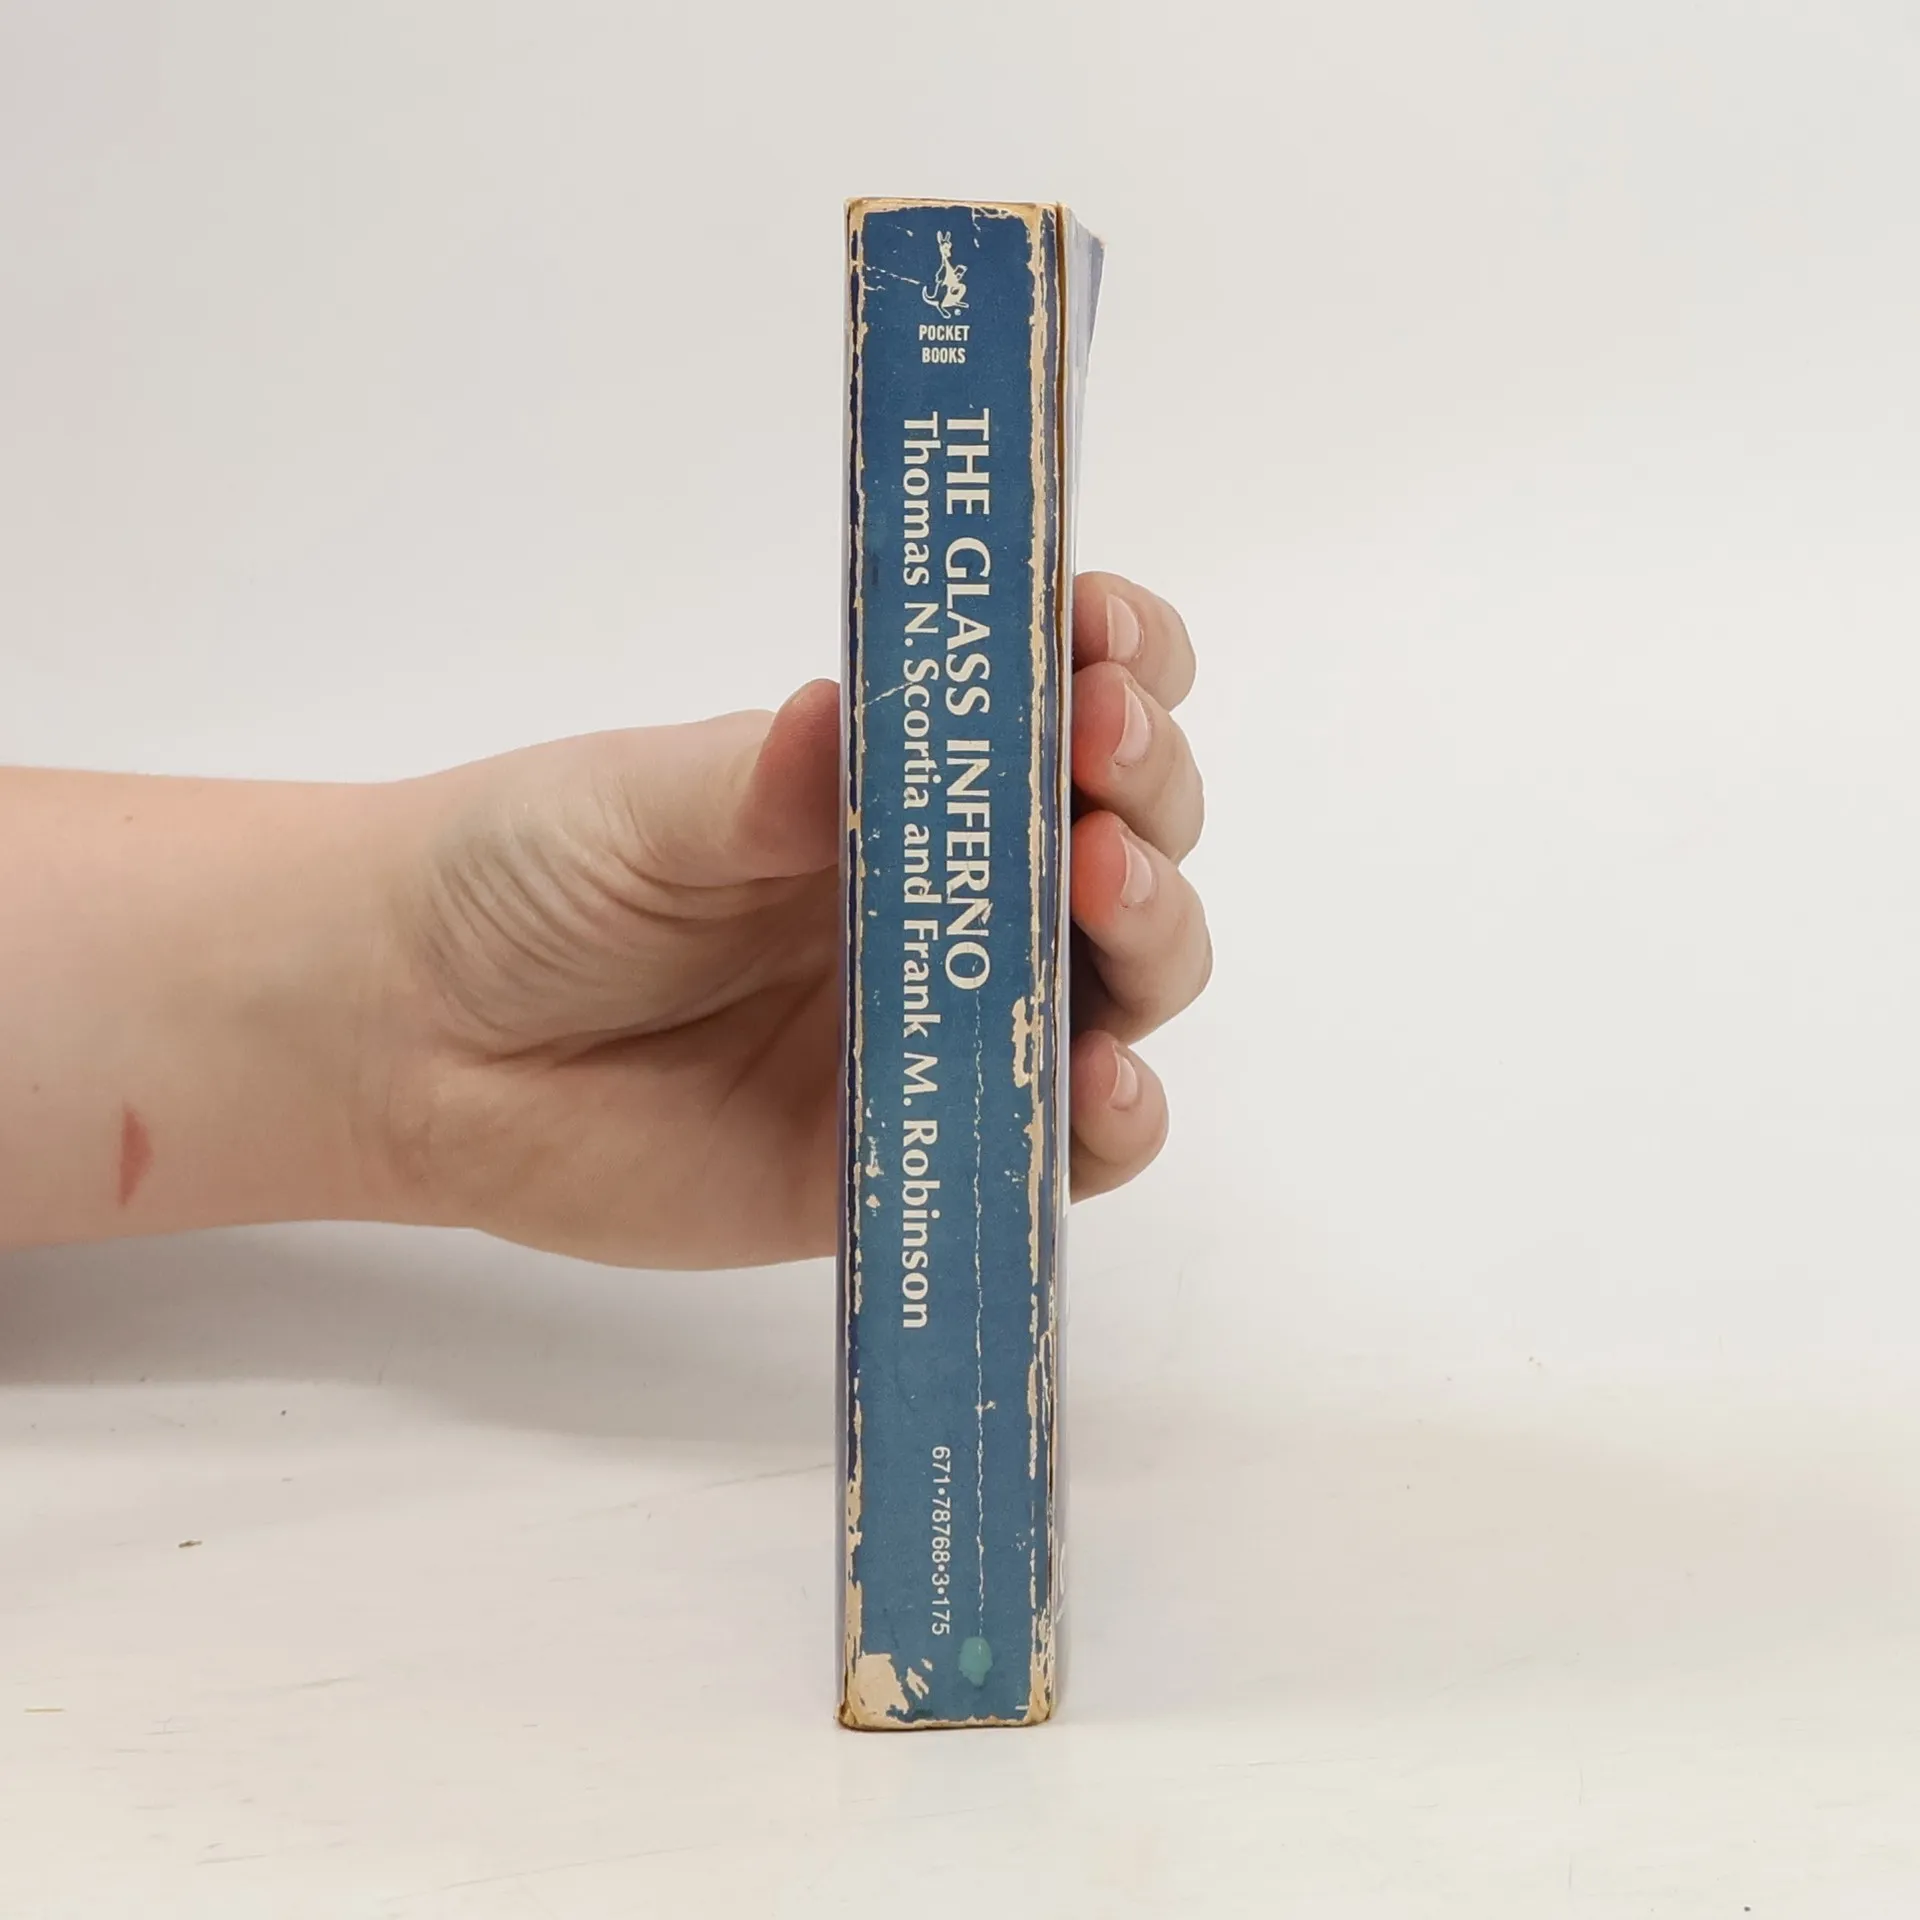 POCKET
BOOKS
THE GLASS INFERNO
Thomas N. Scortia and Frank M. Robinson
671•78768•3•175